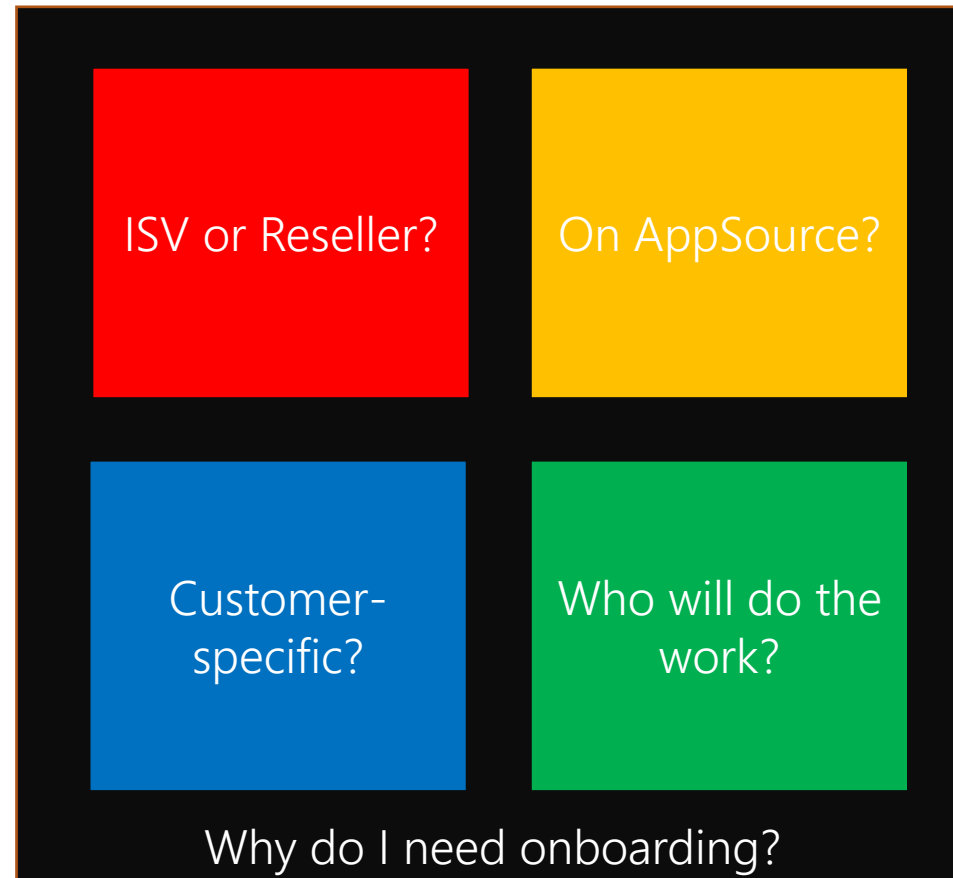 ISV or Reseller?
On AppSource?
Customer-
specific?
Who will do the
work?
Why do I need onboarding?